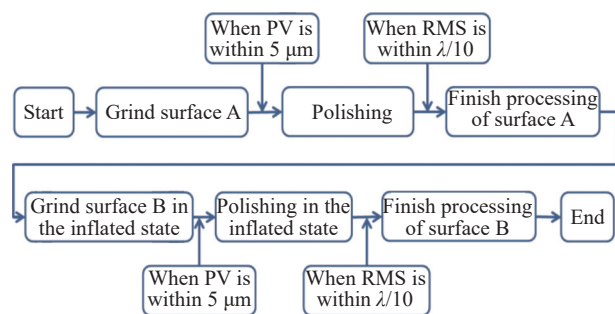 When PV is
within 5 μm
When RMS is
within λ/10
Start
Grind surface A
Polishing
Finish processing
of surface A
Grind surface B in
the inflated state
Polishing in the
inflated state
Finish processing
of surface B
End
When PV is
within 5 μm
When RMS is
within λ/10